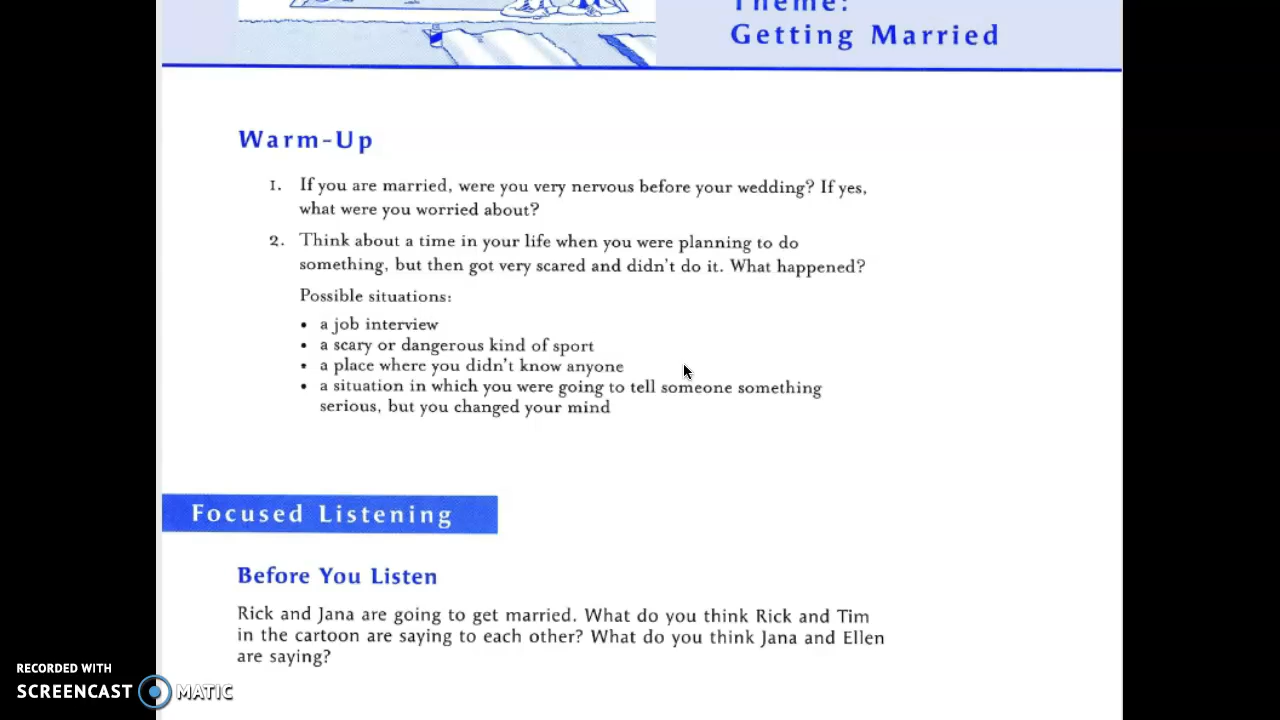 Theme:
Getting Married
Warm-Up
1. If you are married, were you very nervous before your wedding? If yes,
what were you worried about?
2. Think about a time in your life when you were planning to do
something, but then got very scared and didn't do it. What happened?
Possible situations:
• a job interview
• a scary or dangerous kind of sport
• a place where you didn't know anyone
• a situation in which you were going to tell someone something
serious, but you changed your mind
Focused Listening
Before You Listen
Rick and Jana are going to get married. What do you think Rick and Tim
in the cartoon are saying to each other? What do you think Jana and Ellen
are saying?
RECORDED WITH
SCREENCAST MATIC